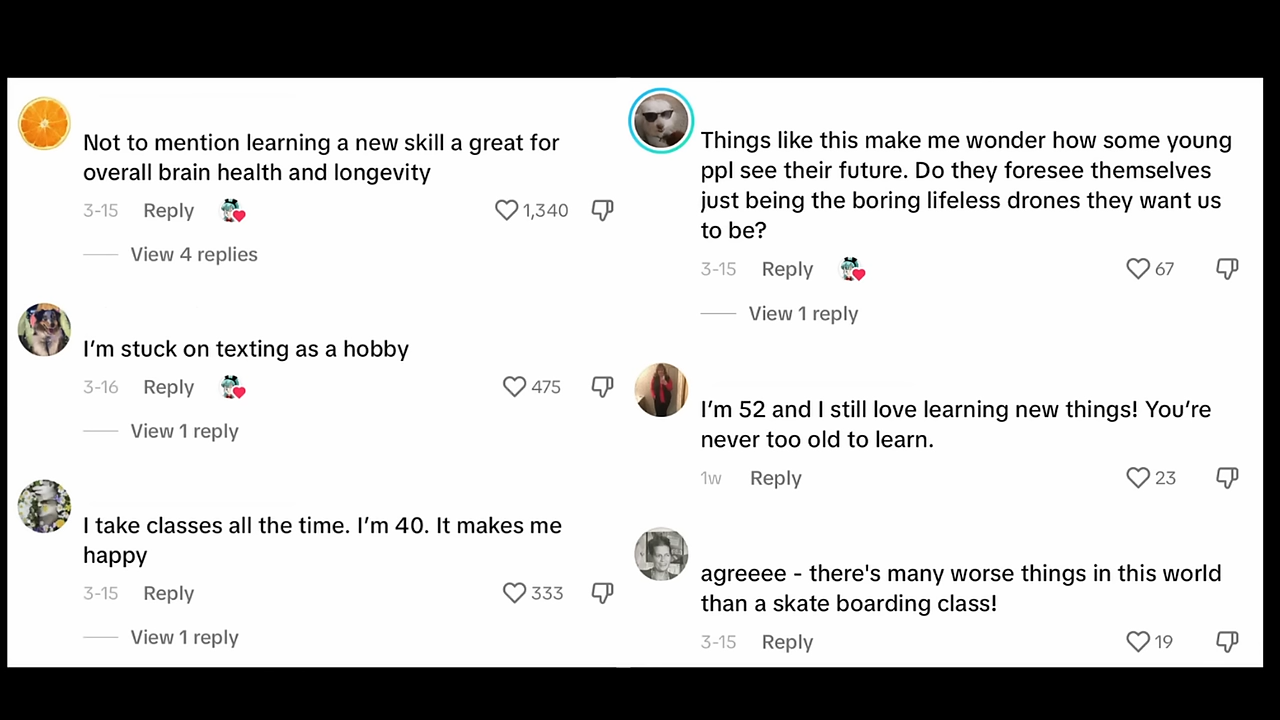 Not to mention learning a new skill a great for
overall brain health and longevity
3-15 Reply 1,340
View 4 replies
I'm stuck on texting as a hobby
3-16 Reply 475
View 1 reply
I take classes all the time. I'm 40. It makes me
happy
3-15 Reply 333
View 1 reply
Things like this make me wonder how some young
ppl see their future. Do they foresee themselves
just being the boring lifeless drones they want us
to be?
3-15 Reply 67
View 1 reply
I'm 52 and I still love learning new things! You're
never too old to learn.
1w Reply 23
agreeee - there's many worse things in this world
than a skate boarding class!
3-15 Reply 19